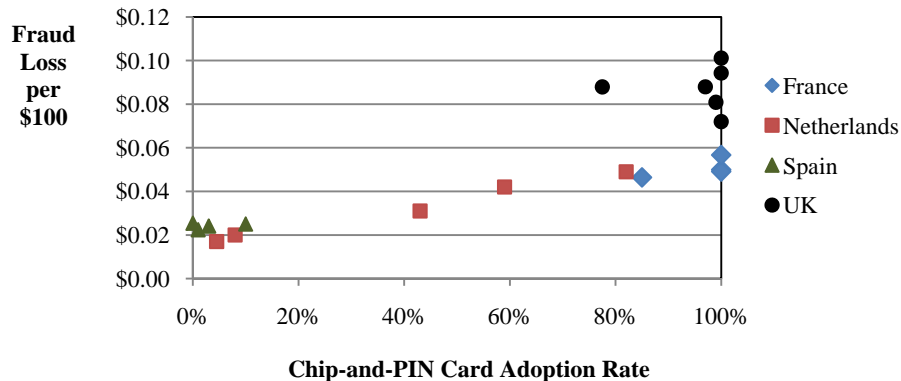 Fraud
Loss
per
$100
$0.12
$0.10
$0.08
$0.06
$0.04
$0.02
$0.00
0% 20% 40% 60% 80% 100%
Chip-and-PIN Card Adoption Rate
France
Netherlands
Spain
UK